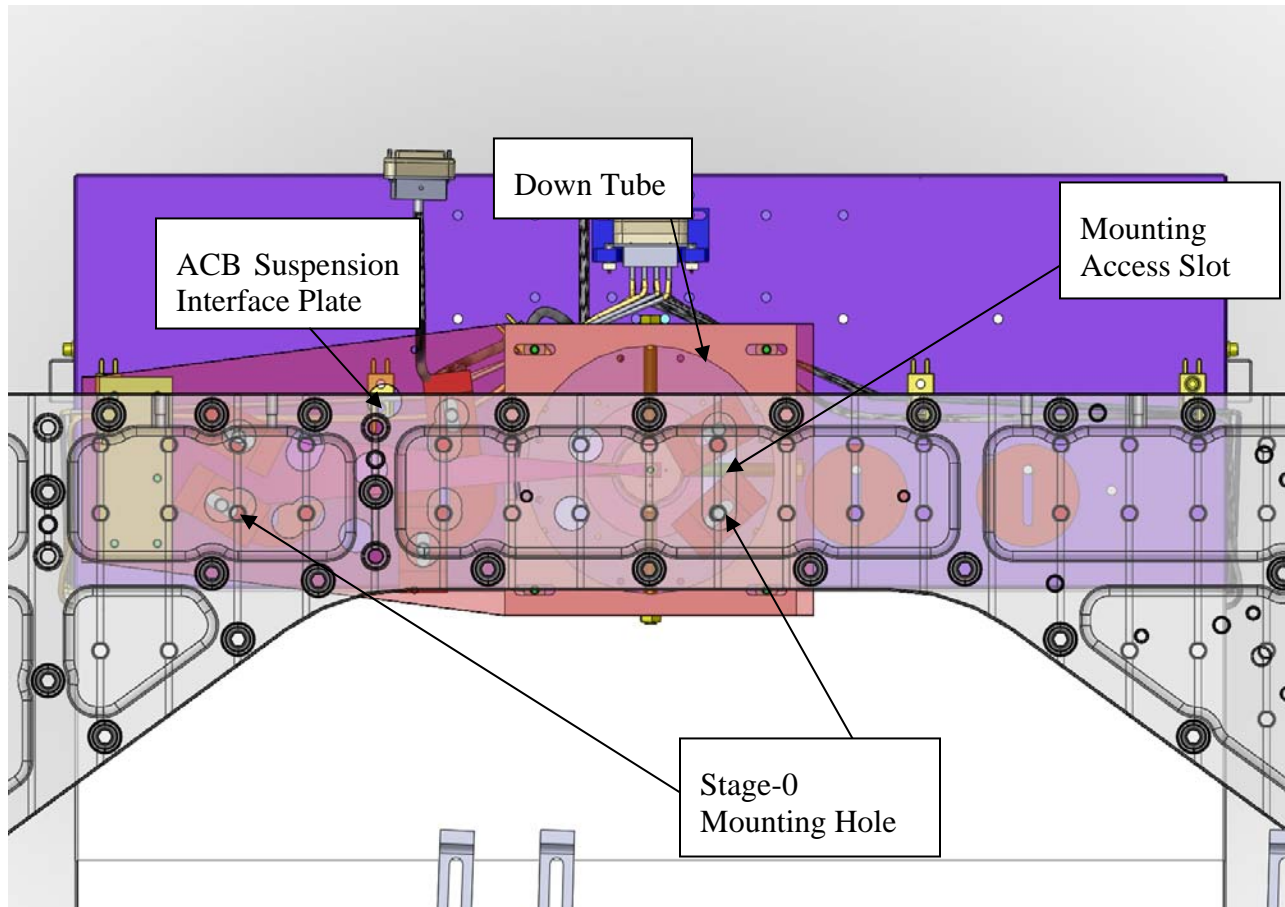 Down Tube
Mounting
Access Slot
ACB Suspension
Interface Plate
Stage-0
Mounting Hole